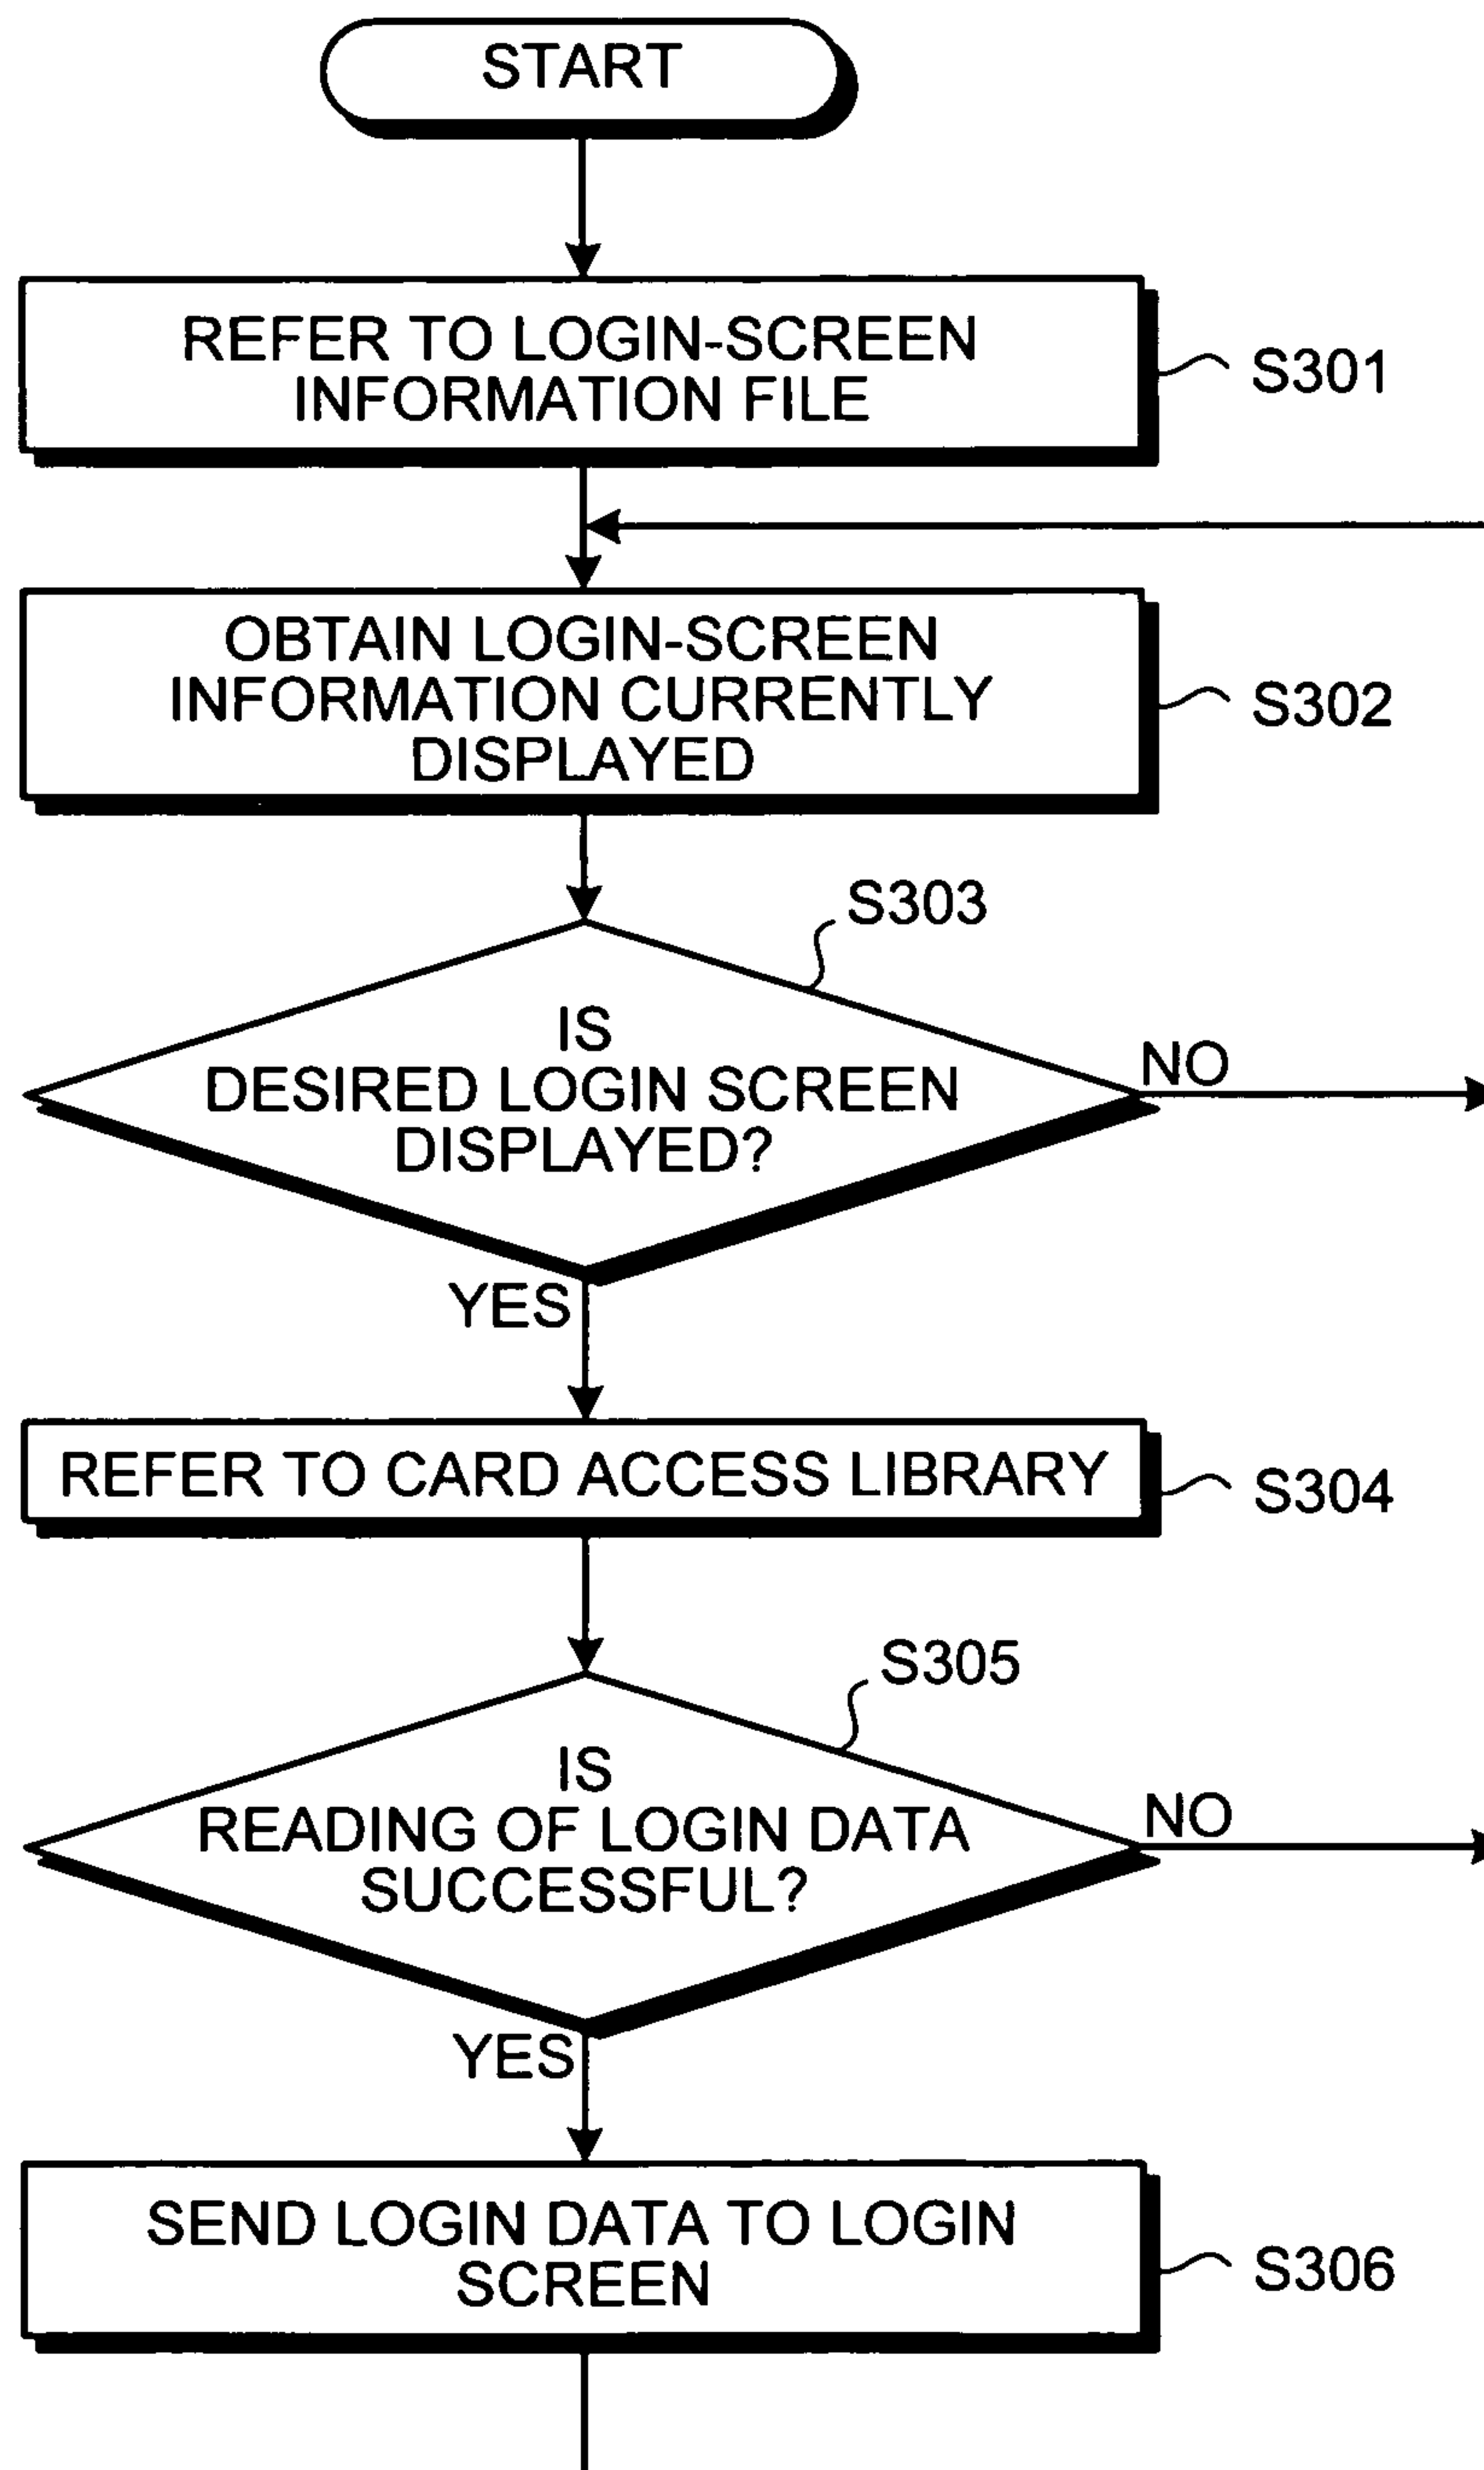 START
REFER TO LOGIN-SCREEN
INFORMATION FILE
S301
OBTAIN LOGIN-SCREEN
INFORMATION CURRENTLY
DISPLAYED
S302
S303
IS
DESIRED LOGIN SCREEN
DISPLAYED?
NO
YES
REFER TO CARD ACCESS LIBRARY
S304
S305
IS
READING OF LOGIN DATA
SUCCESSFUL?
NO
YES
SEND LOGIN DATA TO LOGIN
SCREEN
S306